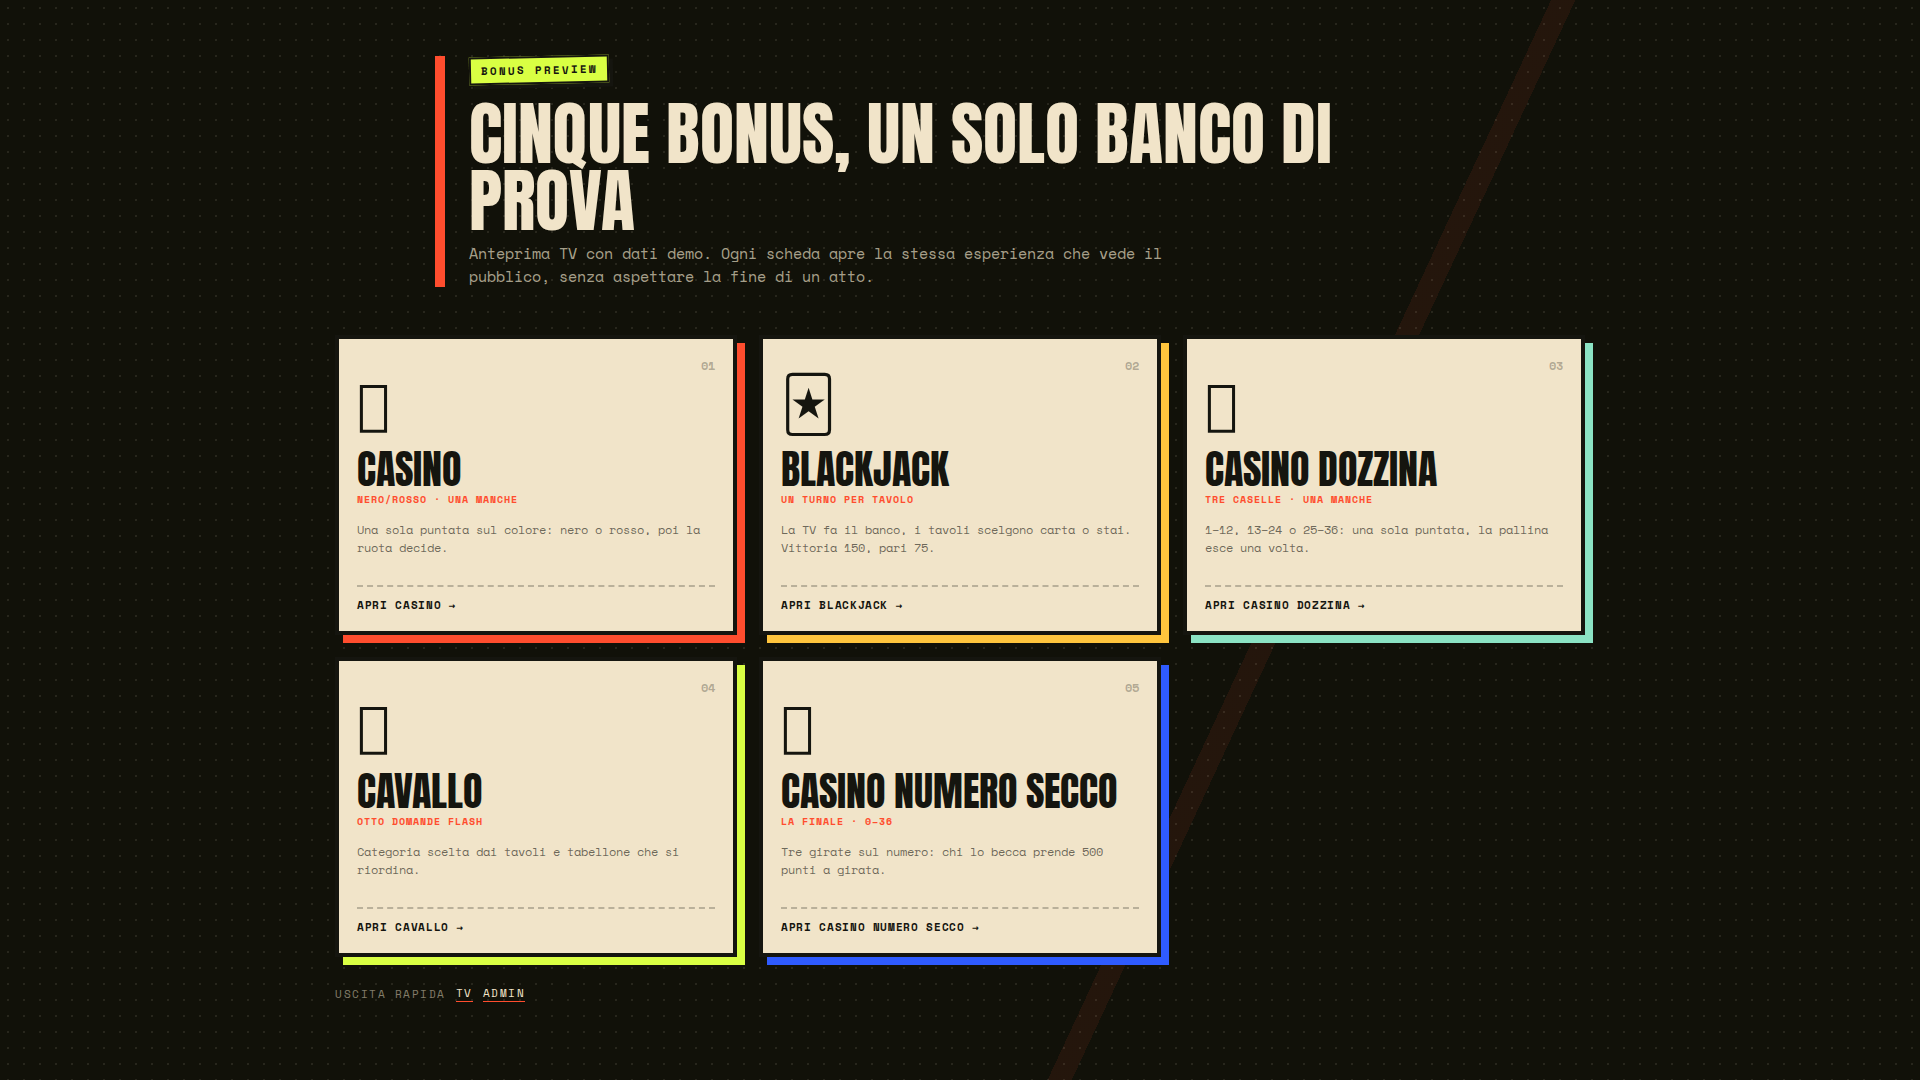 BONUS PREVIEW
CINQUE BONUS, UN SOLO BANCO DI
PROVA
Anteprima TV con dati demo. Ogni scheda apre la stessa esperienza che vede il
pubblico, senza aspettare la fine di un atto.
01
CASINO
NERO/ROSSO · UNA MANCHE
Una sola puntata sul colore: nero o rosso, poi la
ruota decide.
APRI CASINO →
02
BLACKJACK
UN TURNO PER TAVOLO
La TV fa il banco, i tavoli scelgono carta o stai.
Vittoria 150, pari 75.
APRI BLACKJACK →
03
CASINO DOZZINA
TRE CASELLE · UNA MANCHE
1–12, 13–24 o 25–36: una sola puntata, la pallina
esce una volta.
APRI CASINO DOZZINA →
04
CAVALLO
OTTO DOMANDE FLASH
Categoria scelta dai tavoli e tabellone che si
riordina.
APRI CAVALLO →
05
CASINO NUMERO SECCO
LA FINALE · 0–36
Tre girate sul numero: chi lo becca prende 500
punti a girata.
APRI CASINO NUMERO SECCO →
USCITA RAPIDA TV ADMIN